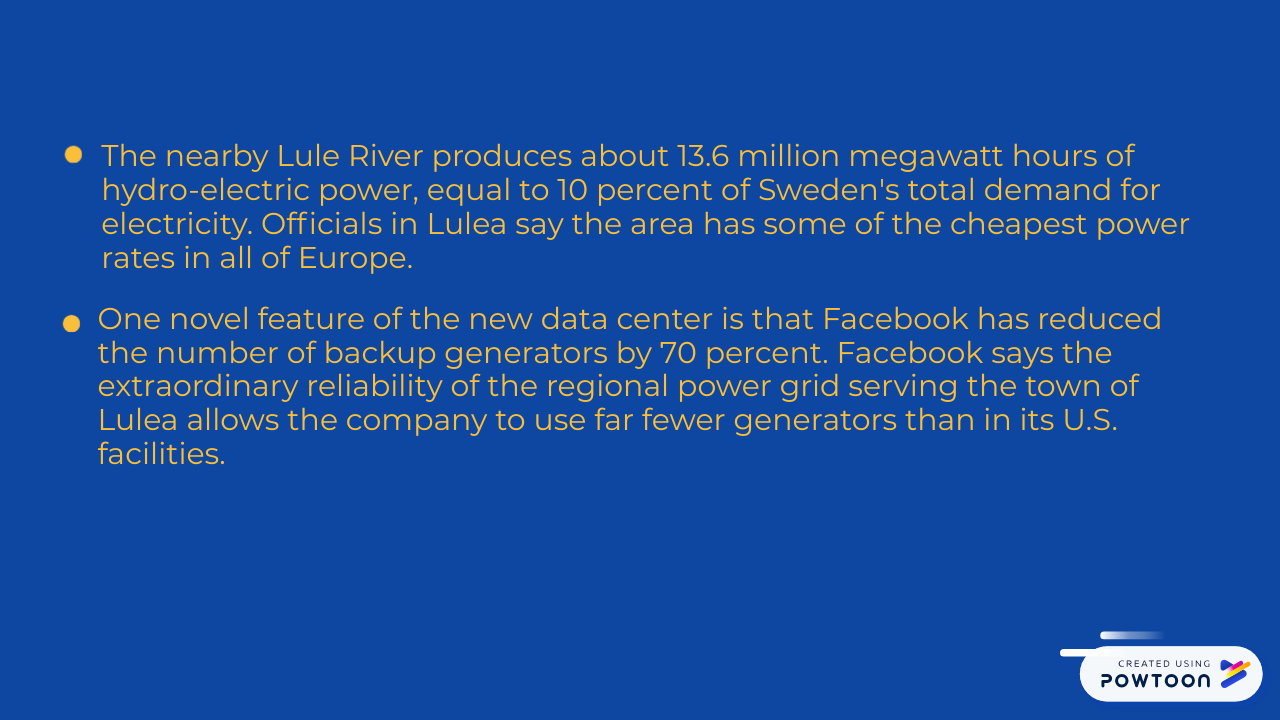 The nearby Lule River produces about 13.6 million megawatt hours of
hydro-electric power, equal to 10 percent of Sweden's total demand for
electricity. Officials in Lulea say the area has some of the cheapest power
rates in all of Europe.
One novel feature of the new data center is that Facebook has reduced
the number of backup generators by 70 percent. Facebook says the
extraordinary reliability of the regional power grid serving the town of
Lulea allows the company to use far fewer generators than in its U.S.
facilities.
CREATED USING
POWTOON